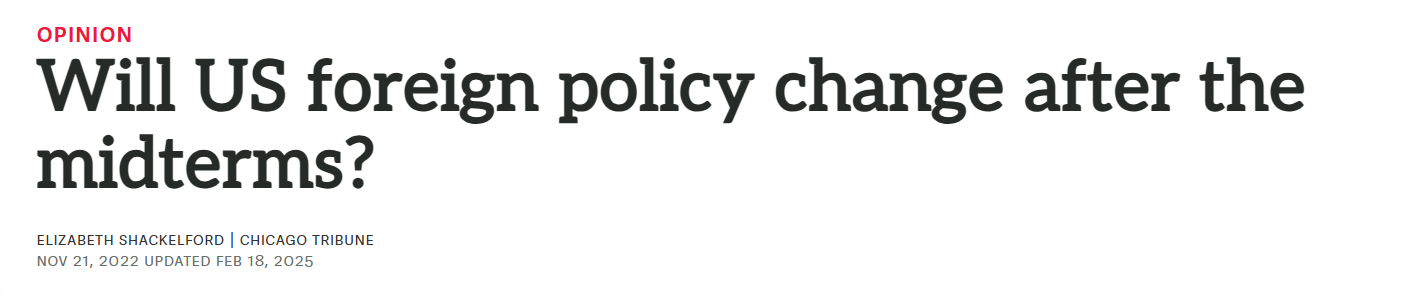 OPINION
Will US foreign policy change after the
midterms?
ELIZABETH SHACKELFORD | CHICAGO TRIBUNE
NOV 21, 2022 UPDATED FEB 18, 2025